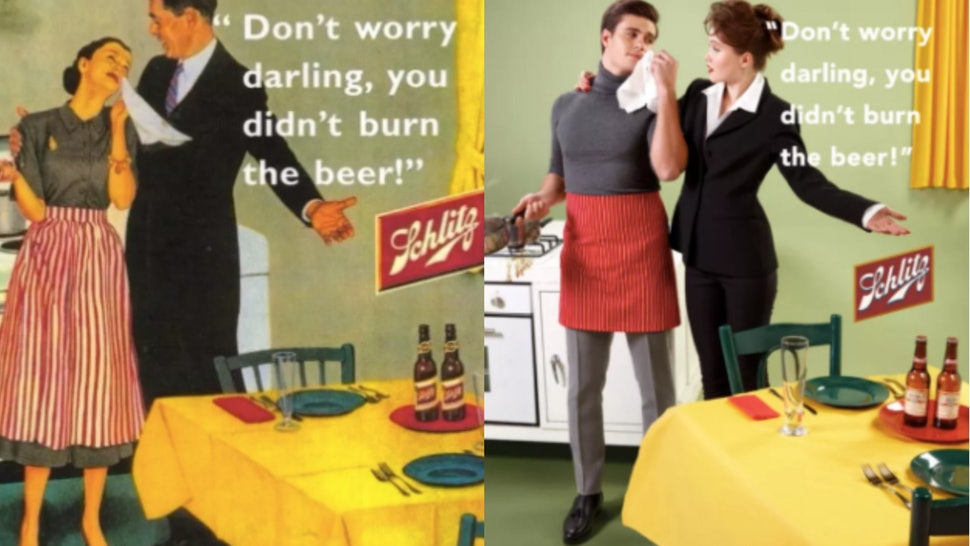 “ Don’t worry
darling, you
didn’t burn
the beer!”
Schlitz
“Don’t worry
darling, you
didn’t burn
the beer!”
Schlitz